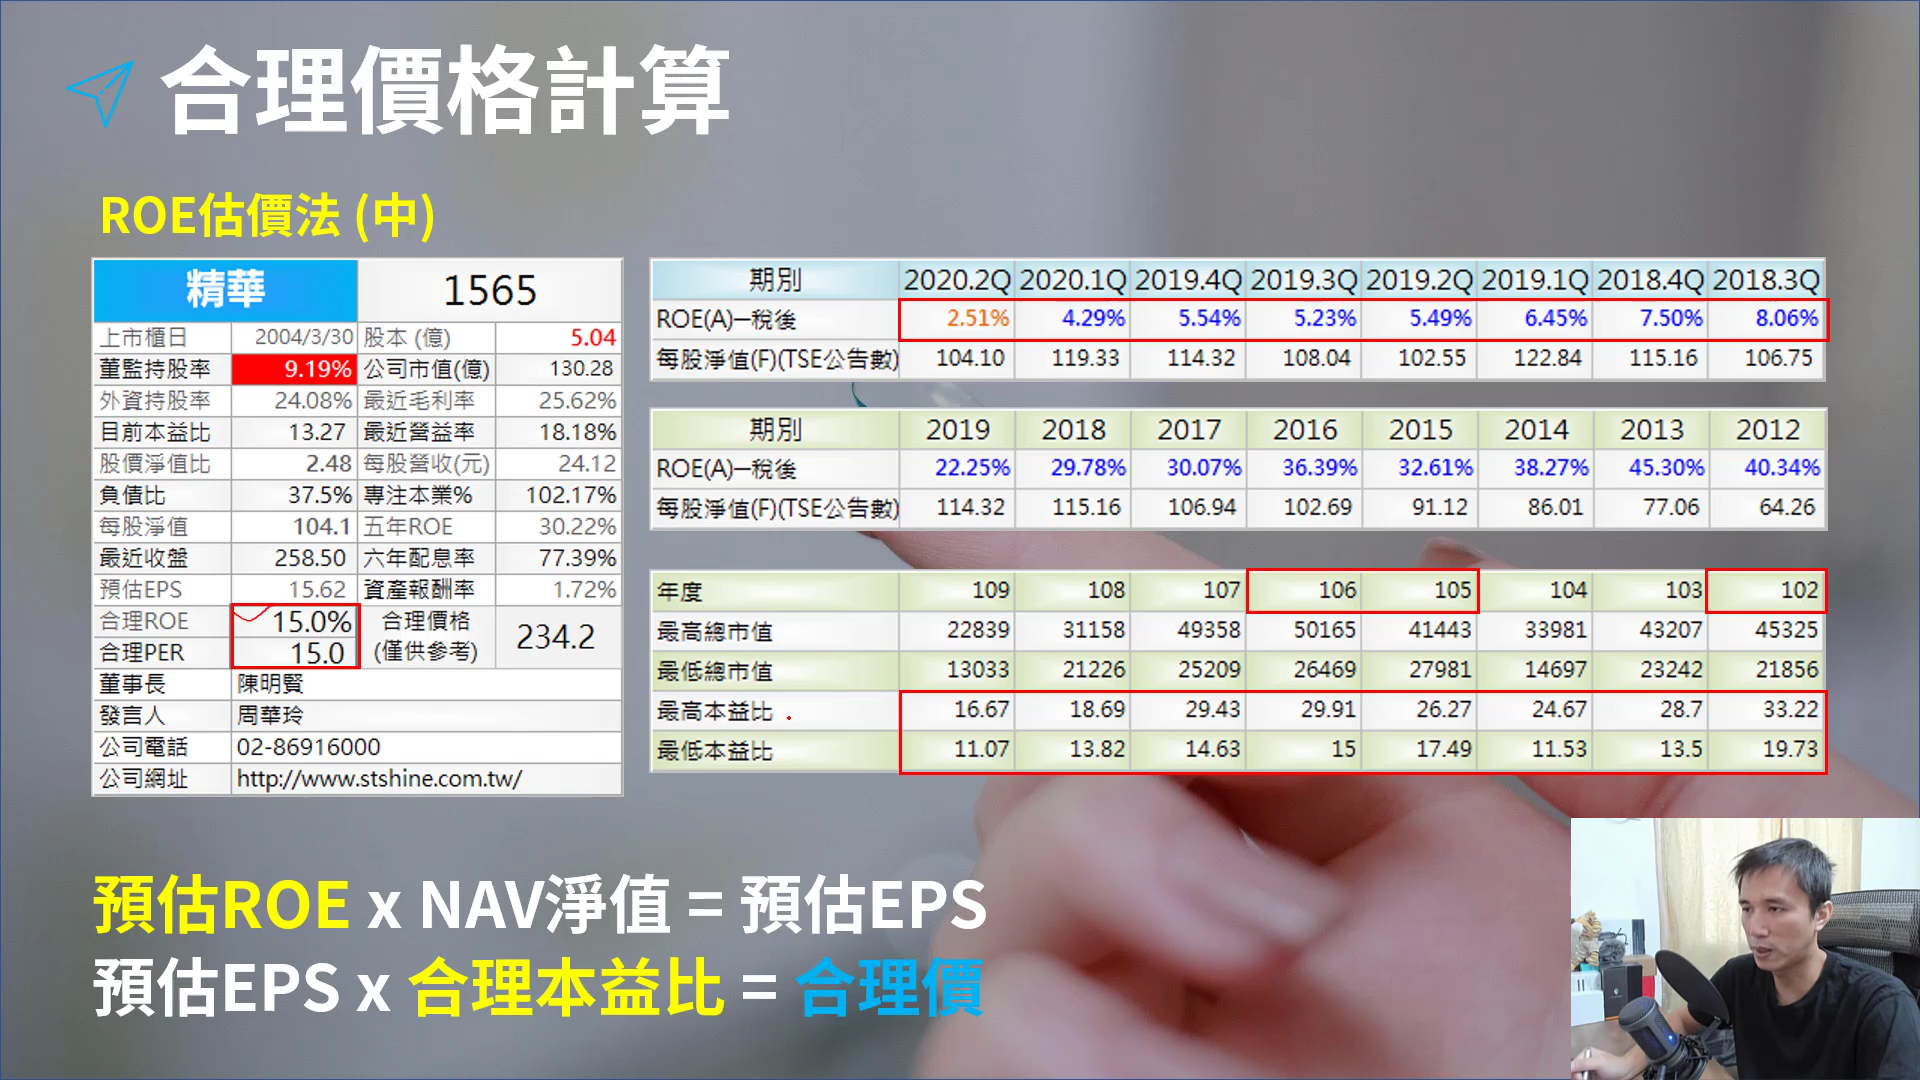 合理價格計算
ROE估價法 (中)
精華 1565
上市櫃日 2004/3/30 股本 (億) 5.04
董監持股率 9.19% 公司市值(億) 130.28
外資持股率 24.08% 最近毛利率 25.62%
目前本益比 13.27 最近營益率 18.18%
股價淨值比 2.48 每股營收(元) 24.12
負債比 37.5% 專注本業% 102.17%
每股淨值 104.1 五年ROE 30.22%
最近收盤 258.50 六年配息率 77.39%
預估EPS 15.62 資產報酬率 1.72%
合理ROE 15.0% 合理價格 234.2
合理PER 15.0 (僅供參考)
董事長 陳明賢
發言人 周華玲
公司電話 02-86916000
公司網址 http://www.stshine.com.tw/
期別 2020.2Q 2020.1Q 2019.4Q 2019.3Q 2019.2Q 2019.1Q 2018.4Q 2018.3Q
ROE(A)─稅後 2.51% 4.29% 5.54% 5.23% 5.49% 6.45% 7.50% 8.06%
每股淨值(F)(TSE公告數) 104.10 119.33 114.32 108.04 102.55 122.84 115.16 106.75
期別 2019 2018 2017 2016 2015 2014 2013 2012
ROE(A)─稅後 22.25% 29.78% 30.07% 36.39% 32.61% 38.27% 45.30% 40.34%
每股淨值(F)(TSE公告數) 114.32 115.16 106.94 102.69 91.12 86.01 77.06 64.26
年度 109 108 107 106 105 104 103 102
最高總市值 22839 31158 49358 50165 41443 33981 43207 45325
最低總市值 13033 21226 25209 26469 27981 14697 23242 21856
最高本益比 16.67 18.69 29.43 29.91 26.27 24.67 28.7 33.22
最低本益比 11.07 13.82 14.63 15 17.49 11.53 13.5 19.73
預估ROE x NAV淨值 = 預估EPS
預估EPS x 合理本益比 = 合理價